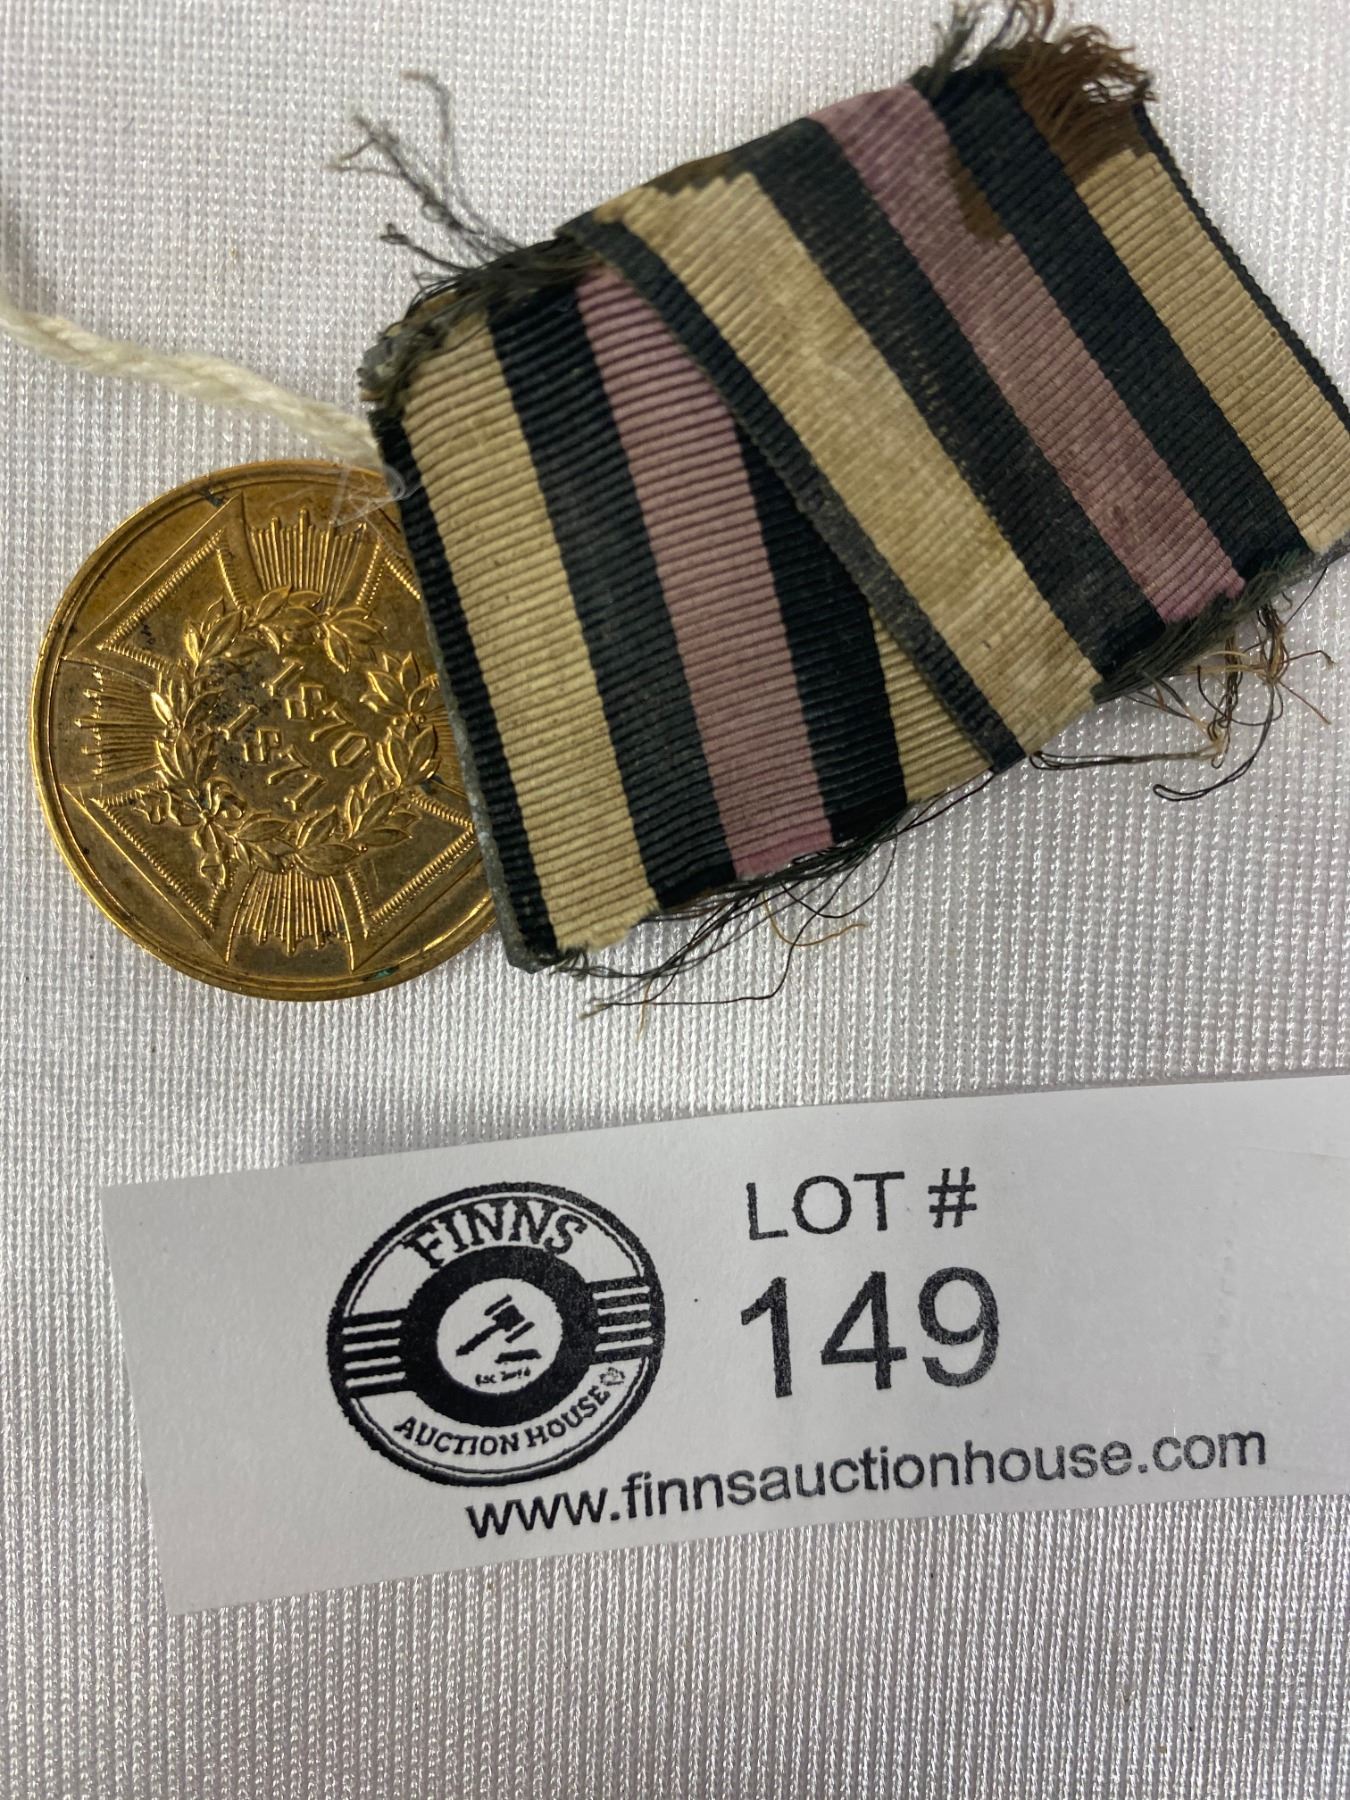 1870
1871
FINNS
AUCTION HOUSE
LOT #
149
www.finnsauctionhouse.com